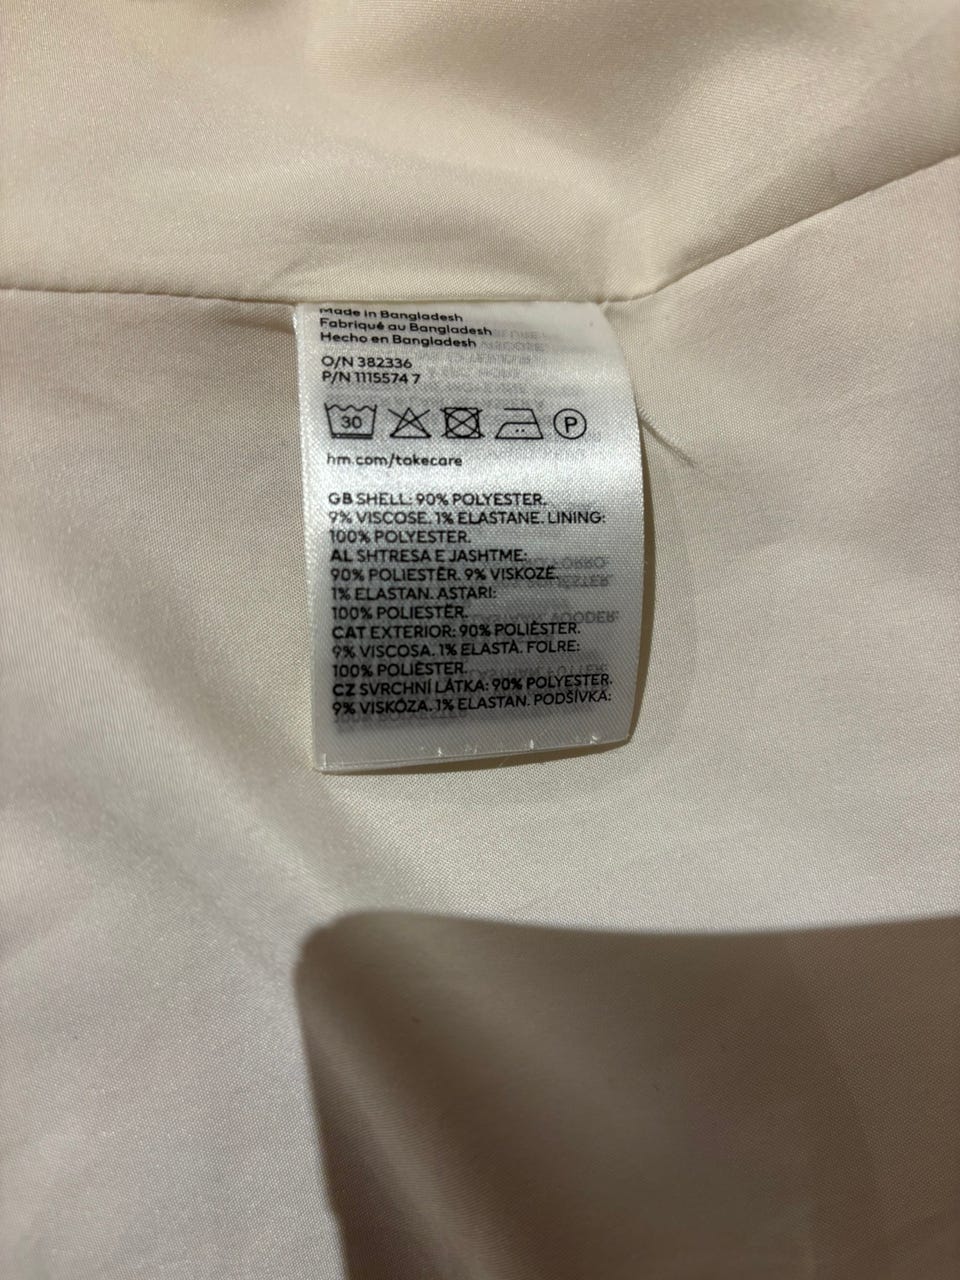 Made in Bangladesh
Fabriqué au Bangladesh
Hecho en Bangladesh
O/N 382336
P/N 1115574 7
30
P
hm.com/takecare
GB SHELL: 90% POLYESTER.
9% VISCOSE. 1% ELASTANE. LINING:
100% POLYESTER.
AL SHTRESA E JASHTME:
90% POLIESTËR. 9% VISKOZË.
1% ELASTAN. ASTARI:
100% POLIESTËR.
CAT EXTERIOR: 90% POLIÈSTER.
9% VISCOSA. 1% ELASTÀ. FOLRE:
100% POLIÈSTER.
CZ SVRCHNÍ LÁTKA: 90% POLYESTER.
9% VISKÓZA. 1% ELASTAN. PODŠÍVKA: